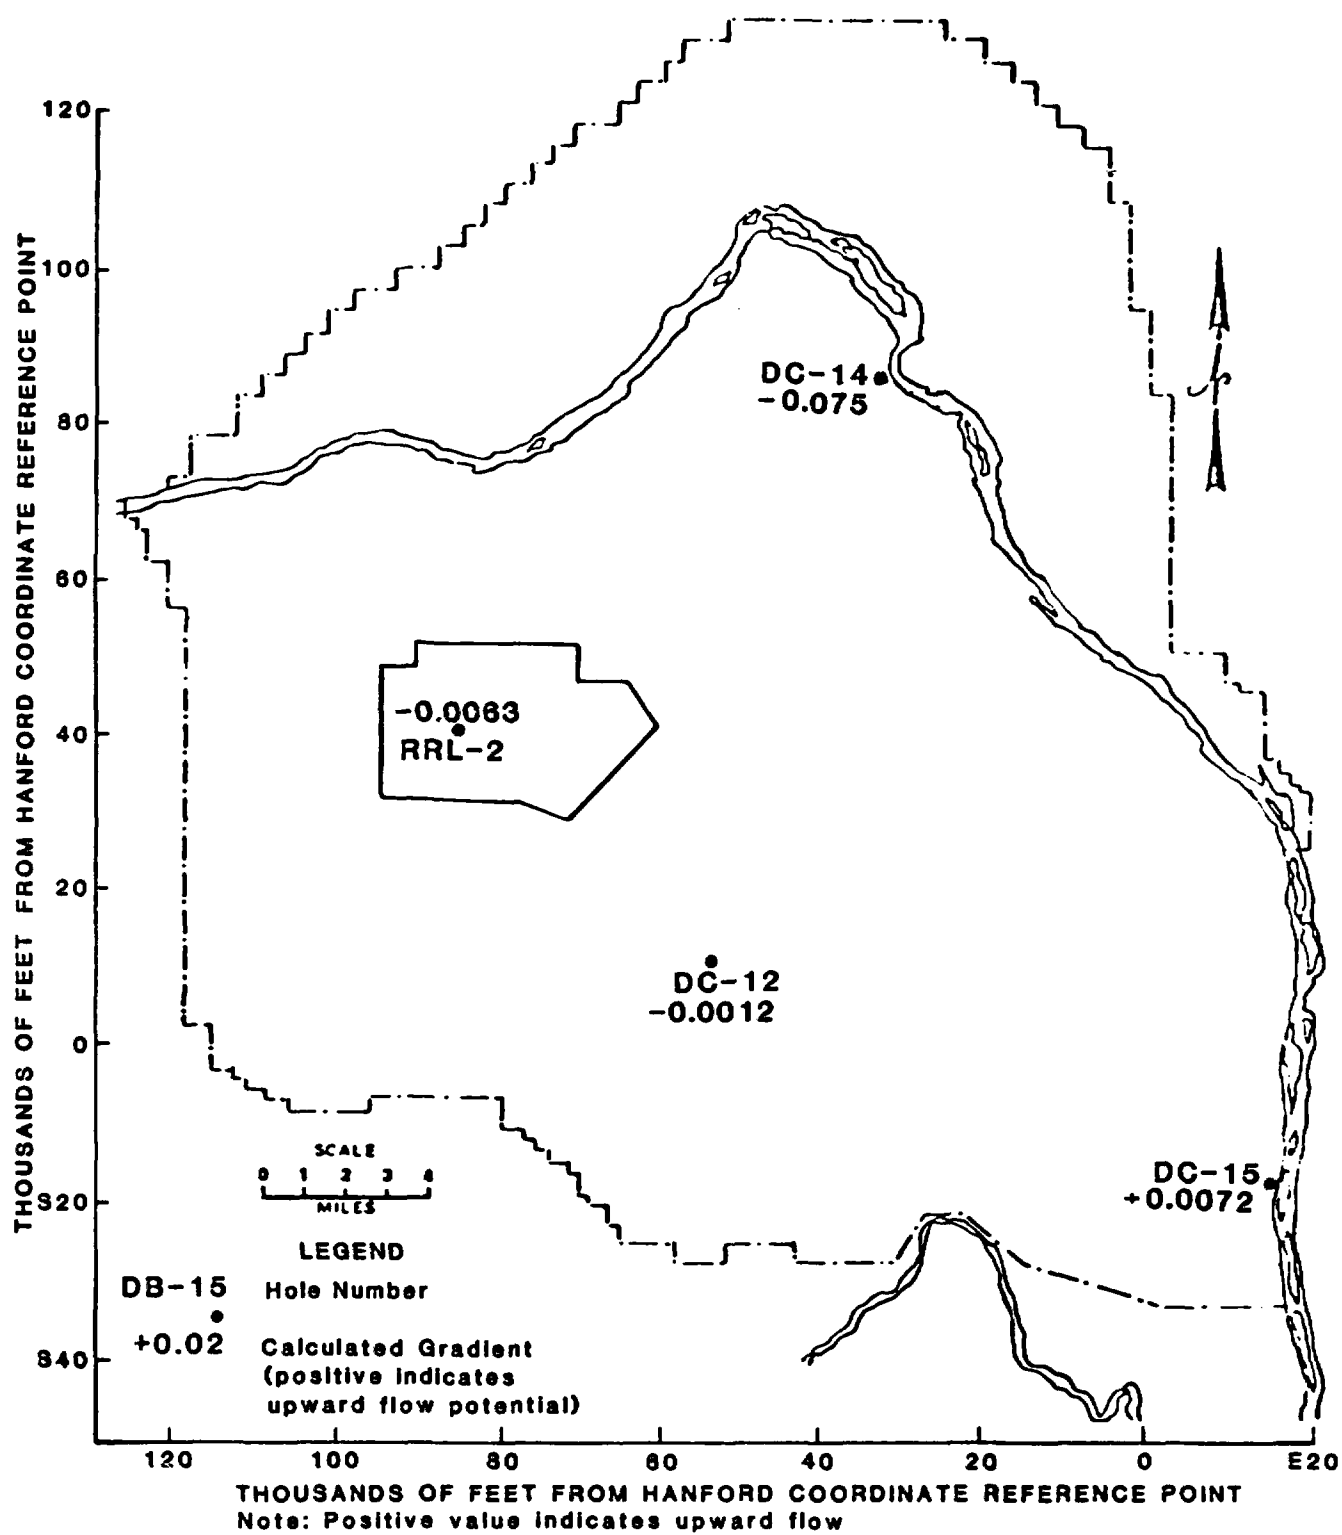 THOUSANDS OF FEET FROM HANFORD COORDINATE REFERENCE POINT
120
100
80
60
40
20
0
S20
S40
DC-14
-0.075
-0.0063
RRL-2
DC-12
-0.0012
DC-15
+0.0072
SCALE
0 1 2 3 4
MILES
LEGEND
DB-15 Hole Number
+0.02 Calculated Gradient
(positive indicates
upward flow potential)
120 100 80 60 40 20 0 E20
THOUSANDS OF FEET FROM HANFORD COORDINATE REFERENCE POINT
Note: Positive value indicates upward flow